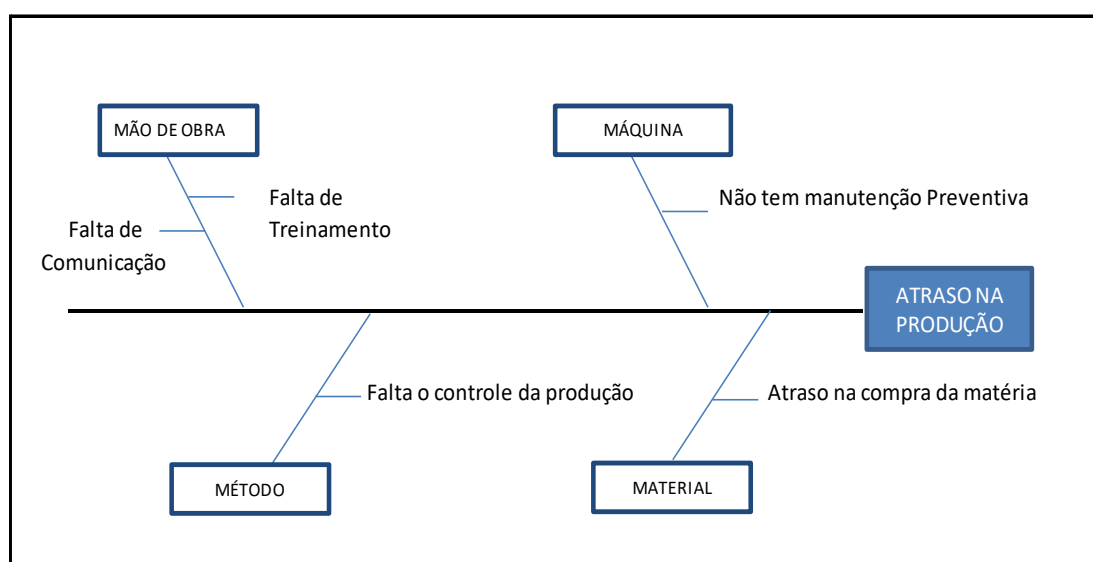 MÃO DE OBRA
MÁQUINA
Falta de
Treinamento
Não tem manutenção Preventiva
Falta de
Comunicação
ATRASO NA
PRODUÇÃO
Falta o controle da produção
Atraso na compra da matéria
MÉTODO
MATERIAL